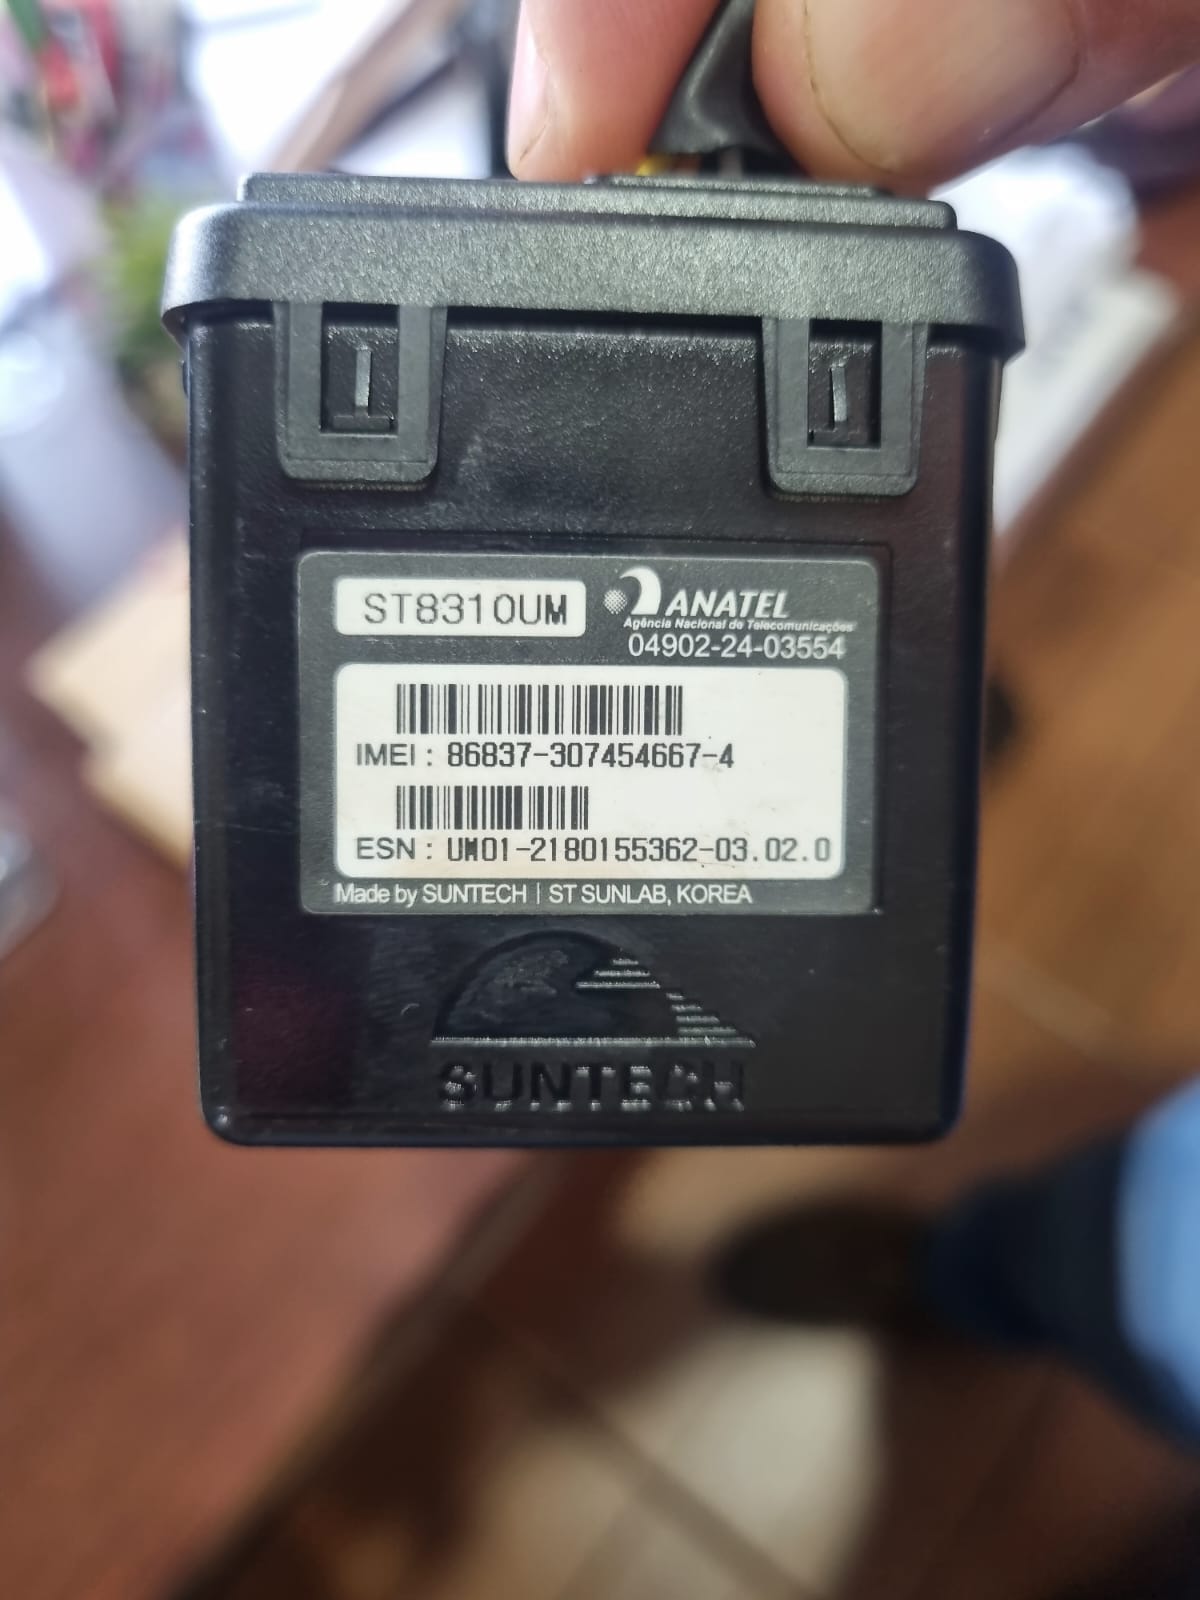 ST8310UM
ANATEL
Agência Nacional de Telecomunicações
04902-24-03554
IMEI : 86837-307454667-4
ESN : UM01-2180155362-03.02.0
Made by SUNTECH | ST SUNLAB, KOREA
SUNTECH